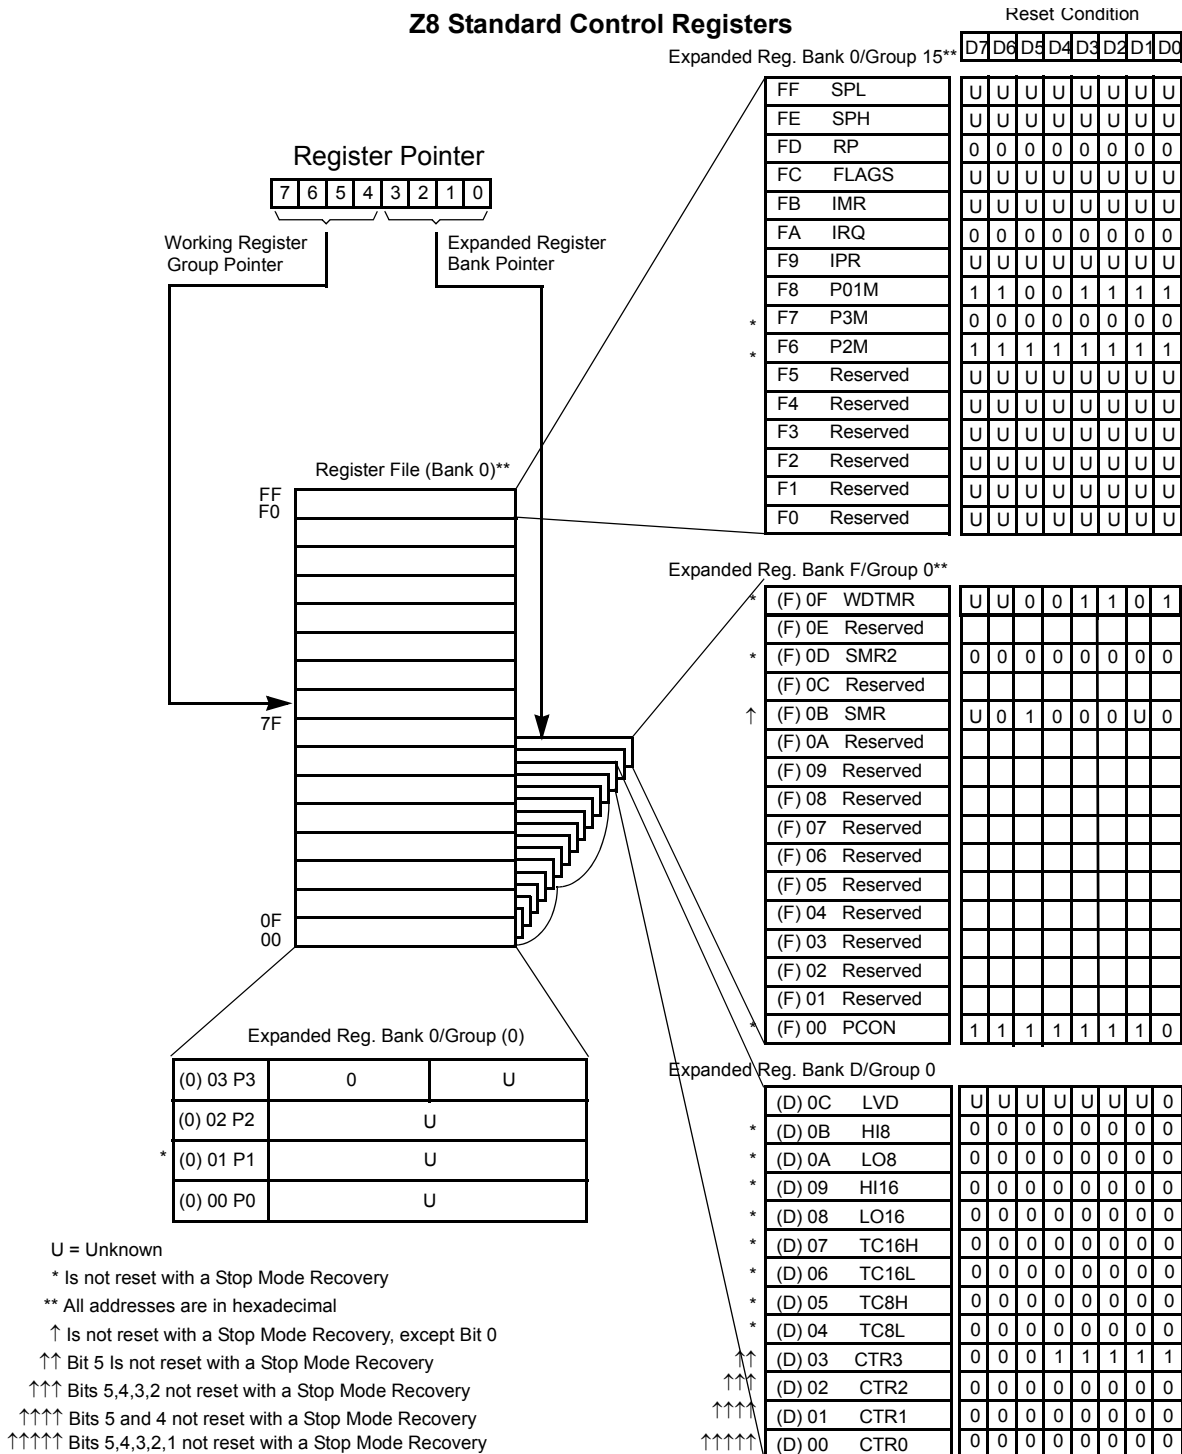 Z8 Standard Control Registers
Reset Condition
Expanded Reg. Bank 0/Group 15**
D7 D6 D5 D4 D3 D2 D1 D0
FF SPL U U U U U U U U
FE SPH U U U U U U U U
FD RP 0 0 0 0 0 0 0 0
FC FLAGS U U U U U U U U
FB IMR U U U U U U U U
FA IRQ 0 0 0 0 0 0 0 0
F9 IPR U U U U U U U U
F8 P01M 1 1 0 0 1 1 1 1
* F7 P3M 0 0 0 0 0 0 0 0
* F6 P2M 1 1 1 1 1 1 1 1
F5 Reserved U U U U U U U U
F4 Reserved U U U U U U U U
F3 Reserved U U U U U U U U
F2 Reserved U U U U U U U U
F1 Reserved U U U U U U U U
F0 Reserved U U U U U U U U
Register Pointer
7 6 5 4 3 2 1 0
Working Register
Group Pointer
Expanded Register
Bank Pointer
Register File (Bank 0)**
FF
F0
7F
0F
00
Expanded Reg. Bank F/Group 0**
* (F) 0F WDTMR U U 0 0 1 1 0 1
(F) 0E Reserved
* (F) 0D SMR2 0 0 0 0 0 0 0 0
(F) 0C Reserved
↑ (F) 0B SMR U 0 1 0 0 0 U 0
(F) 0A Reserved
(F) 09 Reserved
(F) 08 Reserved
(F) 07 Reserved
(F) 06 Reserved
(F) 05 Reserved
(F) 04 Reserved
(F) 03 Reserved
(F) 02 Reserved
(F) 01 Reserved
* (F) 00 PCON 1 1 1 1 1 1 1 0
Expanded Reg. Bank 0/Group (0)
(0) 03 P3 0 U
(0) 02 P2 U
* (0) 01 P1 U
(0) 00 P0 U
Expanded Reg. Bank D/Group 0
(D) 0C LVD U U U U U U U 0
* (D) 0B HI8 0 0 0 0 0 0 0 0
* (D) 0A LO8 0 0 0 0 0 0 0 0
* (D) 09 HI16 0 0 0 0 0 0 0 0
* (D) 08 LO16 0 0 0 0 0 0 0 0
* (D) 07 TC16H 0 0 0 0 0 0 0 0
* (D) 06 TC16L 0 0 0 0 0 0 0 0
* (D) 05 TC8H 0 0 0 0 0 0 0 0
* (D) 04 TC8L 0 0 0 0 0 0 0 0
↑↑ (D) 03 CTR3 0 0 0 1 1 1 1 1
↑↑↑ (D) 02 CTR2 0 0 0 0 0 0 0 0
↑↑↑↑ (D) 01 CTR1 0 0 0 0 0 0 0 0
↑↑↑↑↑ (D) 00 CTR0 0 0 0 0 0 0 0 0
U = Unknown
* Is not reset with a Stop Mode Recovery
** All addresses are in hexadecimal
↑ Is not reset with a Stop Mode Recovery, except Bit 0
↑↑ Bit 5 Is not reset with a Stop Mode Recovery
↑↑↑ Bits 5,4,3,2 not reset with a Stop Mode Recovery
↑↑↑↑ Bits 5 and 4 not reset with a Stop Mode Recovery
↑↑↑↑↑ Bits 5,4,3,2,1 not reset with a Stop Mode Recovery